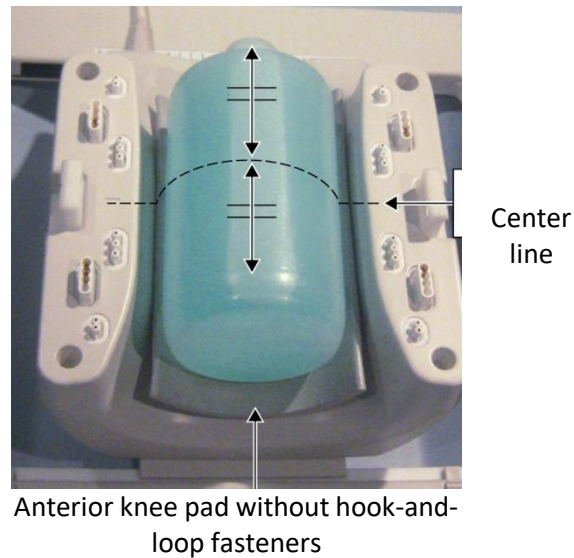 Center
line
Anterior knee pad without hook-and-
loop fasteners